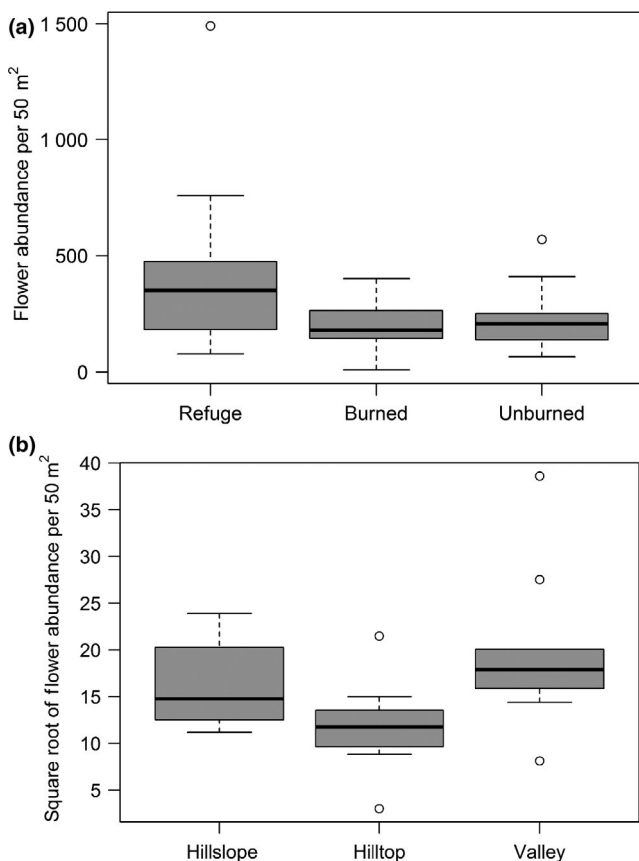 (a)
Flower abundance per 50 m²
1 500
1 000
500
0
Refuge Burned Unburned
(b)
Square root of flower abundance per 50 m²
40
35
30
25
20
15
10
5
Hillslope Hilltop Valley